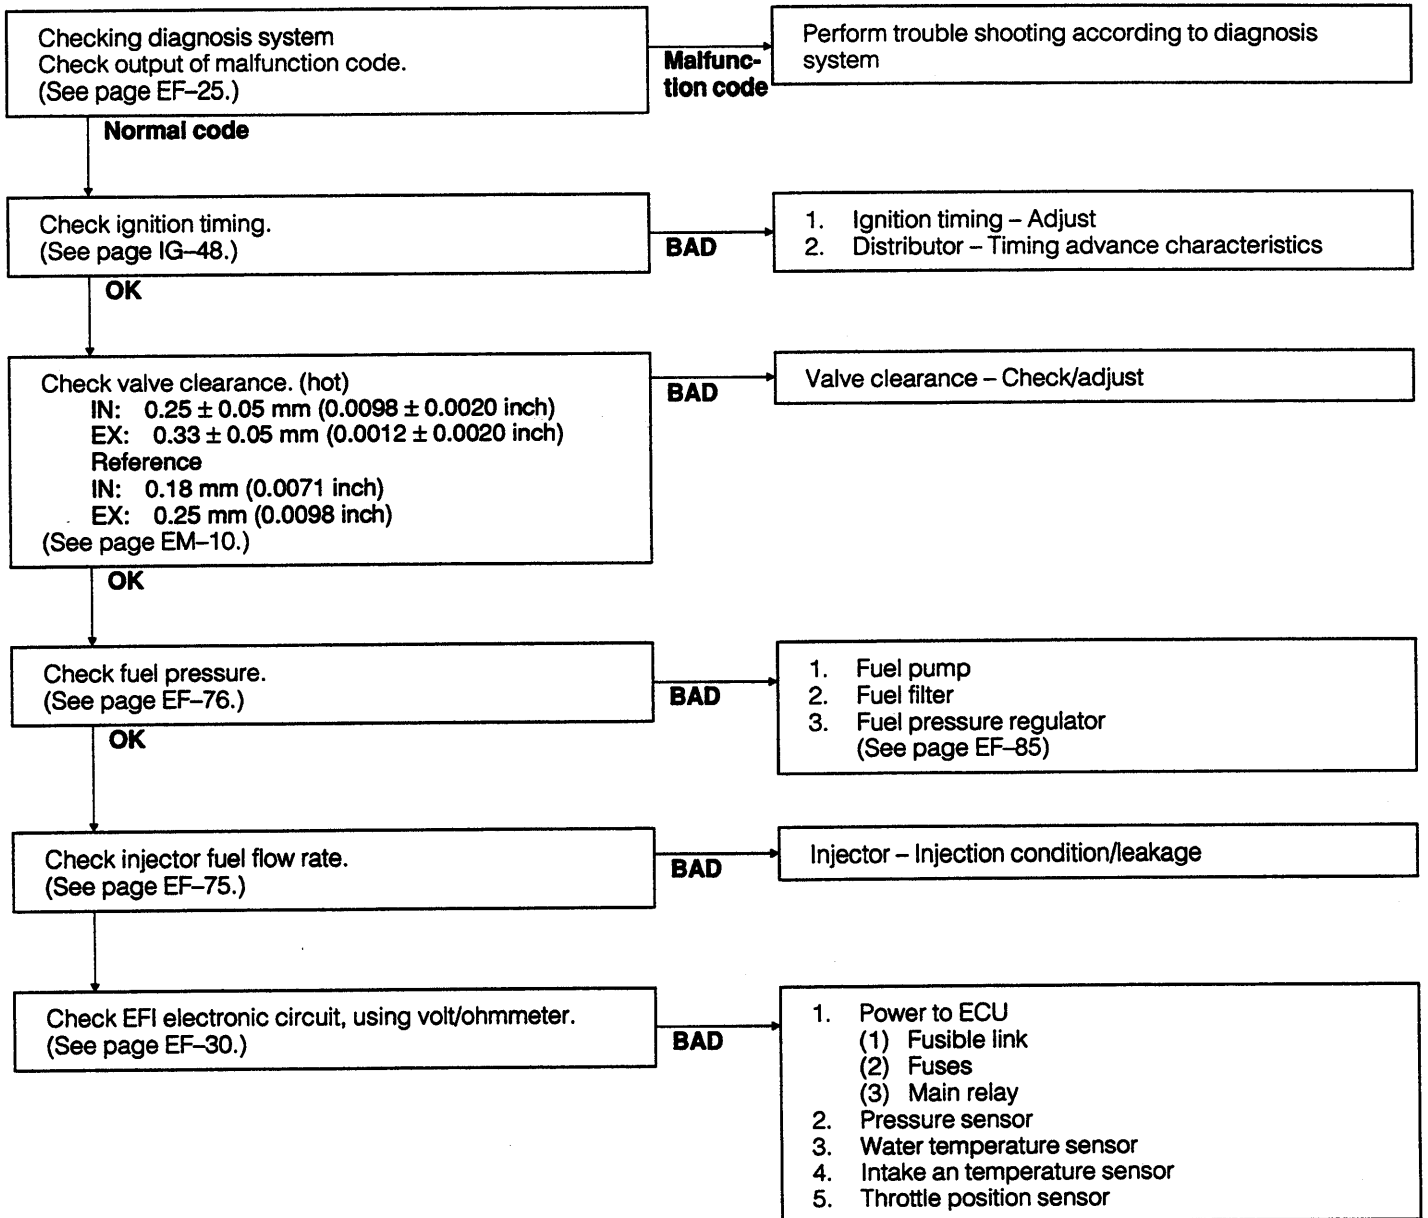 Checking diagnosis system
Check output of malfunction code.
(See page EF–25.)
Malfunc-
tion code
Perform trouble shooting according to diagnosis
system
Normal code
Check ignition timing.
(See page IG–48.)
BAD
1. Ignition timing – Adjust
2. Distributor – Timing advance characteristics
OK
Check valve clearance. (hot)
IN: 0.25 ± 0.05 mm (0.0098 ± 0.0020 inch)
EX: 0.33 ± 0.05 mm (0.0012 ± 0.0020 inch)
Reference
IN: 0.18 mm (0.0071 inch)
EX: 0.25 mm (0.0098 inch)
(See page EM–10.)
BAD
Valve clearance – Check/adjust
OK
Check fuel pressure.
(See page EF–76.)
BAD
1. Fuel pump
2. Fuel filter
3. Fuel pressure regulator
(See page EF–85)
OK
Check injector fuel flow rate.
(See page EF–75.)
BAD
Injector – Injection condition/leakage
Check EFI electronic circuit, using volt/ohmmeter.
(See page EF–30.)
BAD
1. Power to ECU
(1) Fusible link
(2) Fuses
(3) Main relay
2. Pressure sensor
3. Water temperature sensor
4. Intake an temperature sensor
5. Throttle position sensor